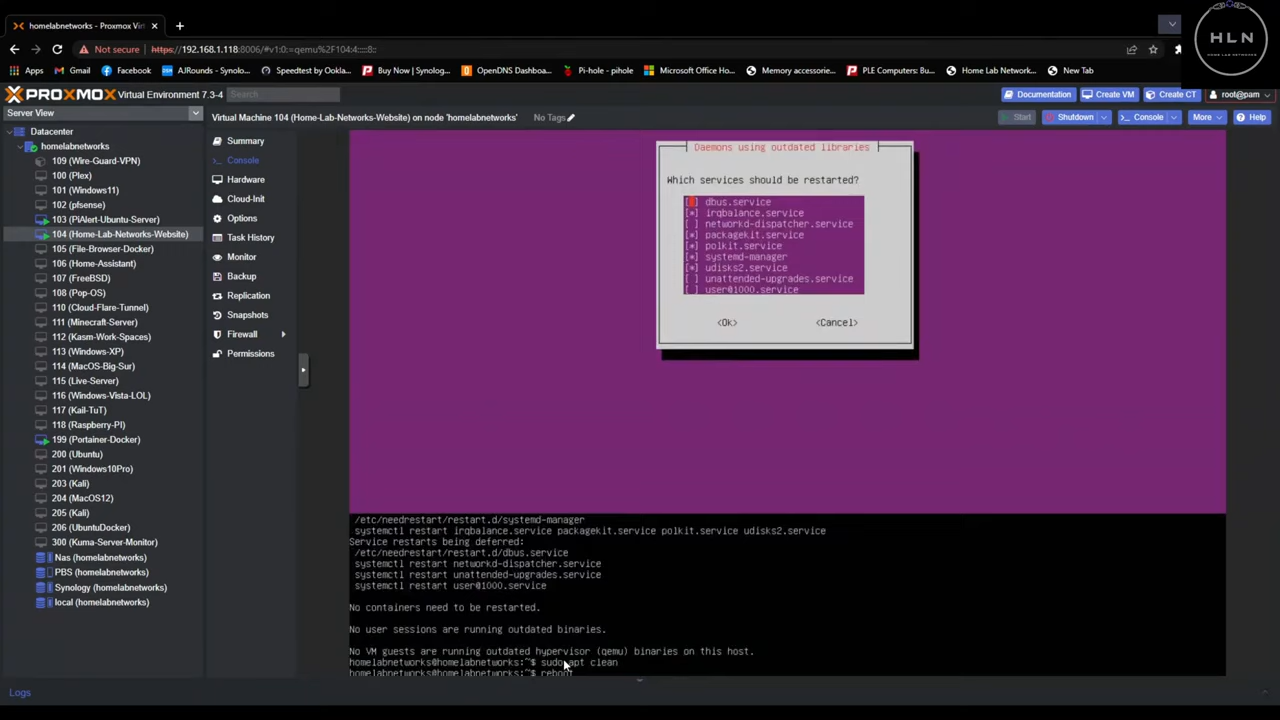 homelabnetworks - Proxmox Vir
HLN
HOME LAB NETWORKS
Not secure https://192.168.1.118:8006/#v1:0:=qemu%2F104:4:::::8::
Apps Gmail Facebook AJRounds - Synolo... Speedtest by Ookla... Buy Now | Synolog... OpenDNS Dashboa... Pi-hole - pihole Microsoft Office Ho... Memory accessorie... PLE Computers: Bu... Home Lab Network... New Tab
PROXMOX Virtual Environment 7.3-4 Search Documentation Create VM Create CT root@pam
Server View
Virtual Machine 104 (Home-Lab-Networks-Website) on node 'homelabnetworks' No Tags Start Shutdown Console More Help
Datacenter
homelabnetworks
109 (Wire-Guard-VPN)
100 (Plex)
101 (Windows11)
102 (pfsense)
103 (PiAlert-Ubuntu-Server)
104 (Home-Lab-Networks-Website)
105 (File-Browser-Docker)
106 (Home-Assistant)
107 (FreeBSD)
108 (Pop-OS)
110 (Cloud-Flare-Tunnel)
111 (Minecraft-Server)
112 (Kasm-Work-Spaces)
113 (Windows-XP)
114 (MacOS-Big-Sur)
115 (Live-Server)
116 (Windows-Vista-LOL)
117 (Kail-TuT)
118 (Raspberry-PI)
199 (Portainer-Docker)
200 (Ubuntu)
201 (Windows10Pro)
203 (Kali)
204 (MacOS12)
205 (Kali)
206 (UbuntuDocker)
300 (Kuma-Server-Monitor)
Nas (homelabnetworks)
PBS (homelabnetworks)
Synology (homelabnetworks)
local (homelabnetworks)
Summary
Console
Hardware
Cloud-Init
Options
Task History
Monitor
Backup
Replication
Snapshots
Firewall
Permissions
Daemons using outdated libraries
Which services should be restarted?
[ ] dbus.service
[*] irqbalance.service
[ ] networkd-dispatcher.service
[*] packagekit.service
[*] polkit.service
[*] systemd-manager
[*] udisks2.service
[ ] unattended-upgrades.service
[ ] user@1000.service
<Ok> <Cancel>
/etc/needrestart/restart.d/systemd-manager
systemctl restart irqbalance.service packagekit.service polkit.service udisks2.service
Service restarts being deferred:
/etc/needrestart/restart.d/dbus.service
systemctl restart networkd-dispatcher.service
systemctl restart unattended-upgrades.service
systemctl restart user@1000.service
No containers need to be restarted.
No user sessions are running outdated binaries.
No VM guests are running outdated hypervisor (qemu) binaries on this host.
homelabnetworks@homelabnetworks:~$ sudo apt clean
homelabnetworks@homelabnetworks:~$ reboot
Logs